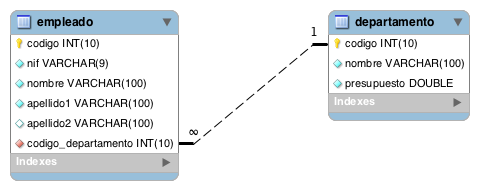 empleado
codigo INT(10)
nif VARCHAR(9)
nombre VARCHAR(100)
apellido1 VARCHAR(100)
apellido2 VARCHAR(100)
codigo_departamento INT(10)
Indexes
∞
1
departamento
codigo INT(10)
nombre VARCHAR(100)
presupuesto DOUBLE
Indexes